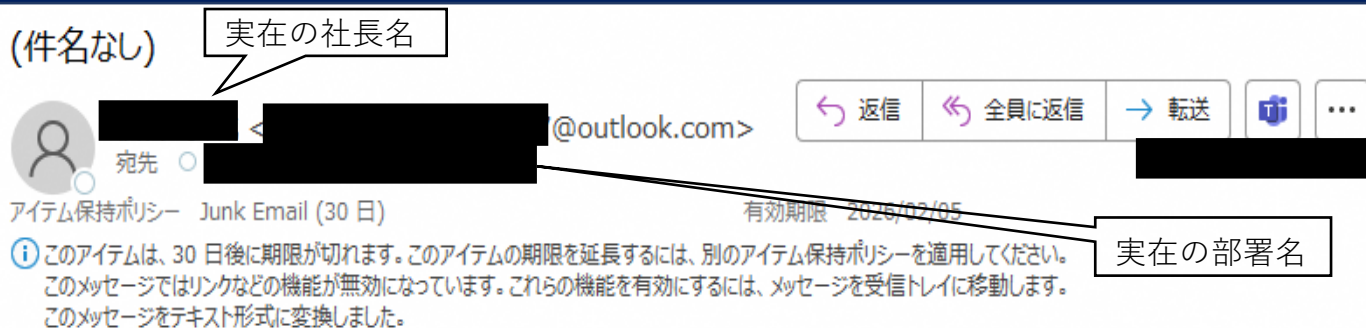 (件名なし)
実在の社長名
<
@outlook.com>
返信
全員に返信
転送
宛先
アイテム保持ポリシー Junk Email (30 日)
有効期限 2026/02/05
実在の部署名
このアイテムは、30 日後に期限が切れます。このアイテムの期限を延長するには、別のアイテム保持ポリシーを適用してください。
このメッセージではリンクなどの機能が無効になっています。これらの機能を有効にするには、メッセージを受信トレイに移動します。
このメッセージをテキスト形式に変換しました。